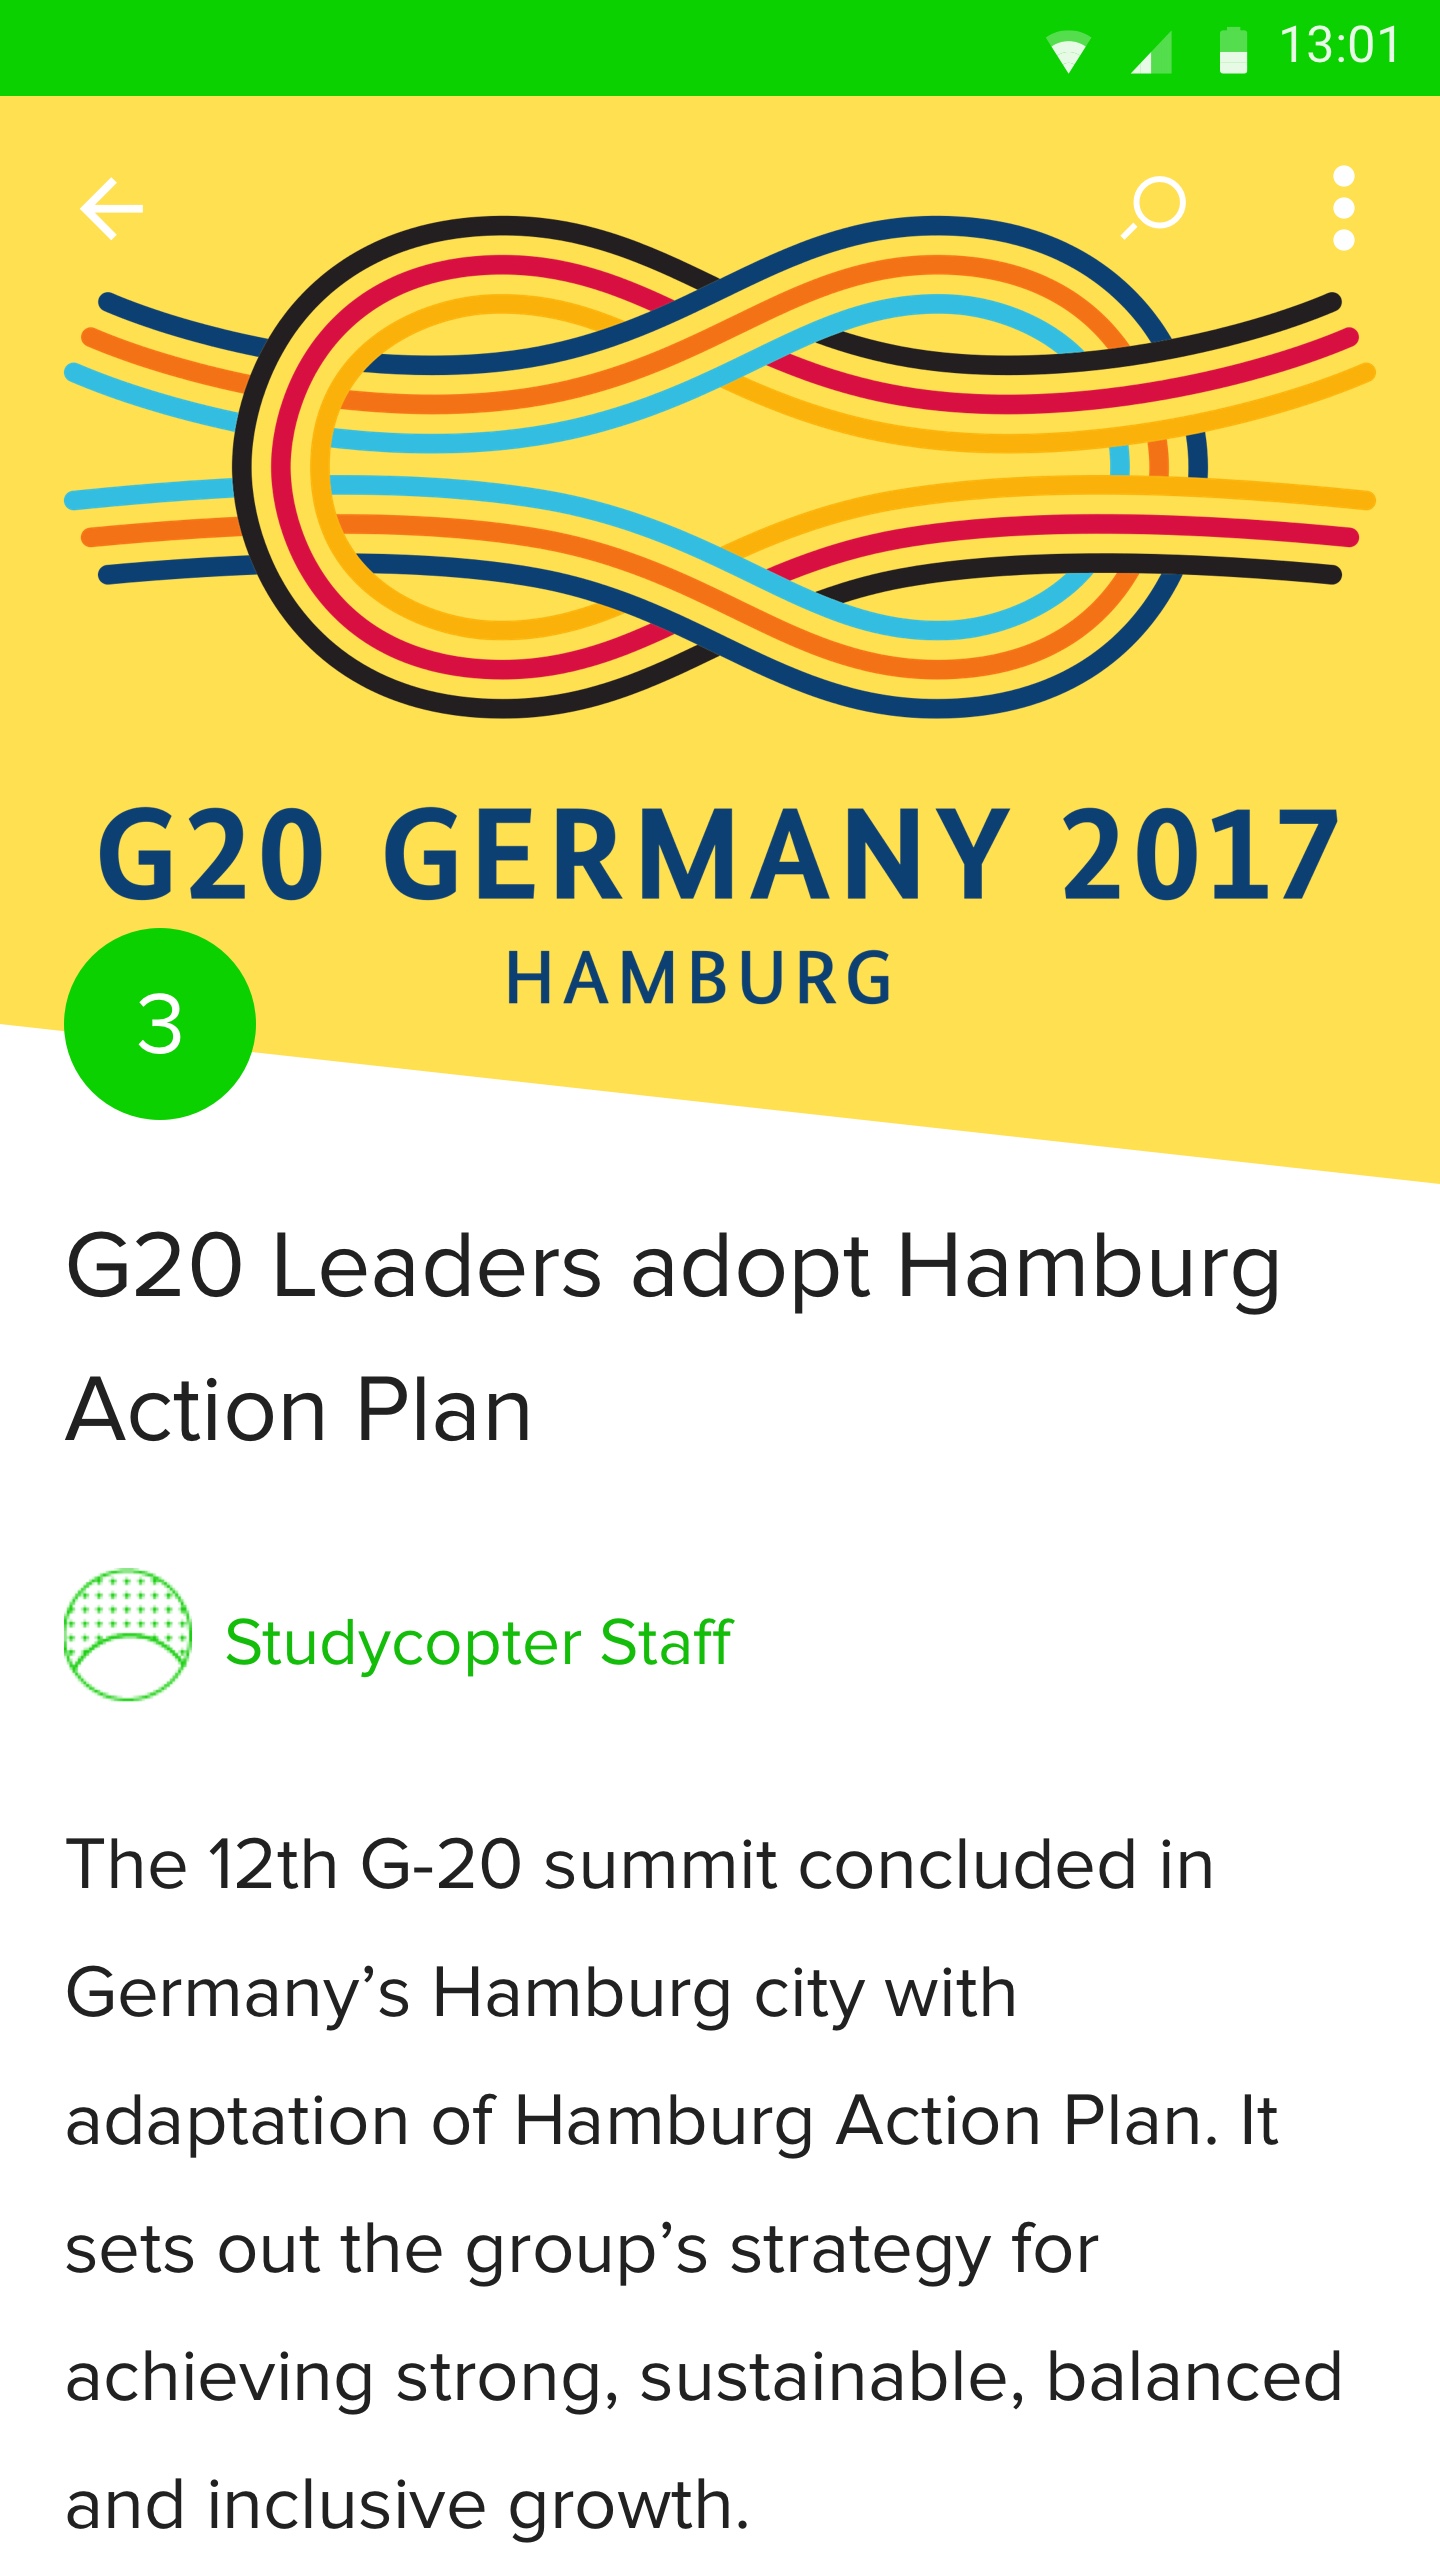 13:01
G20 GERMANY 2017
HAMBURG
3
G20 Leaders adopt Hamburg
Action Plan
Studycopter Staff
The 12th G-20 summit concluded in
Germany’s Hamburg city with
adaptation of Hamburg Action Plan. It
sets out the group’s strategy for
achieving strong, sustainable, balanced
and inclusive growth.